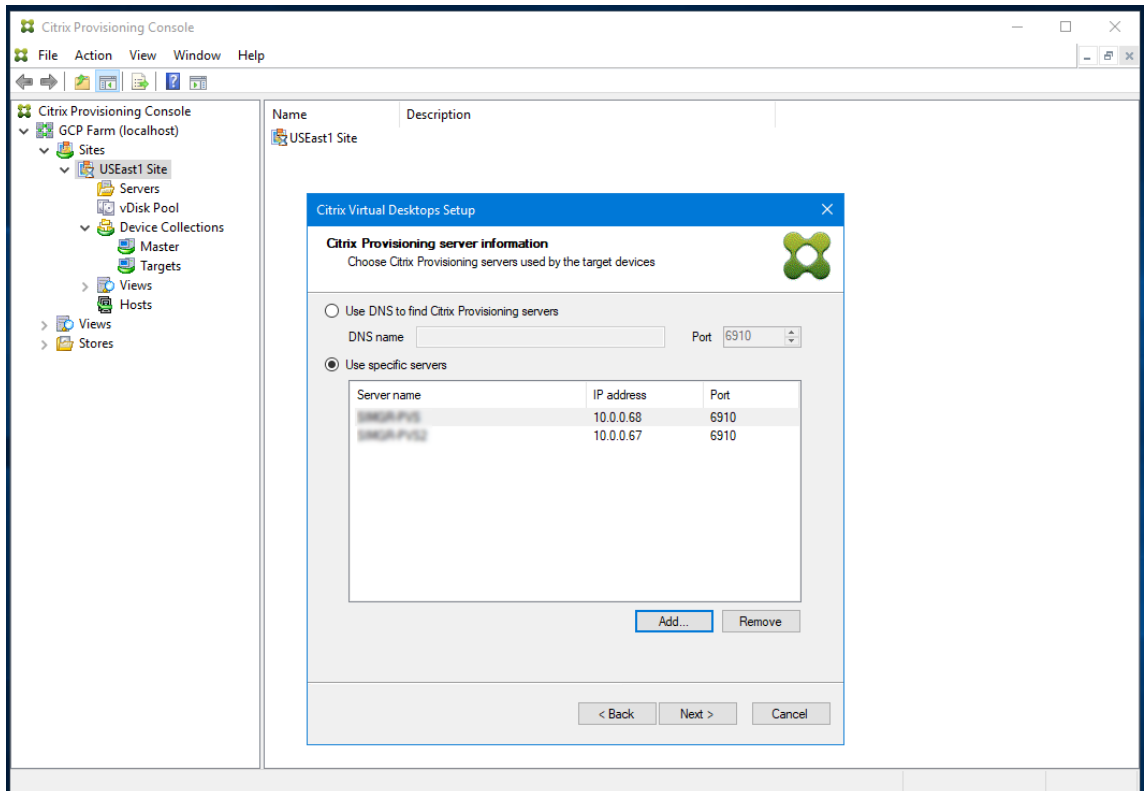 Citrix Provisioning Console
File Action View Window Help
Citrix Provisioning Console
GCP Farm (localhost)
Sites
USEast1 Site
Servers
vDisk Pool
Device Collections
Master
Targets
Views
Hosts
Views
Stores
Name Description
USEast1 Site
Citrix Virtual Desktops Setup
Citrix Provisioning server information
Choose Citrix Provisioning servers used by the target devices
Use DNS to find Citrix Provisioning servers
DNS name Port 6910
Use specific servers
Server name IP address Port
10.0.0.68 6910
10.0.0.67 6910
Add... Remove
< Back Next > Cancel